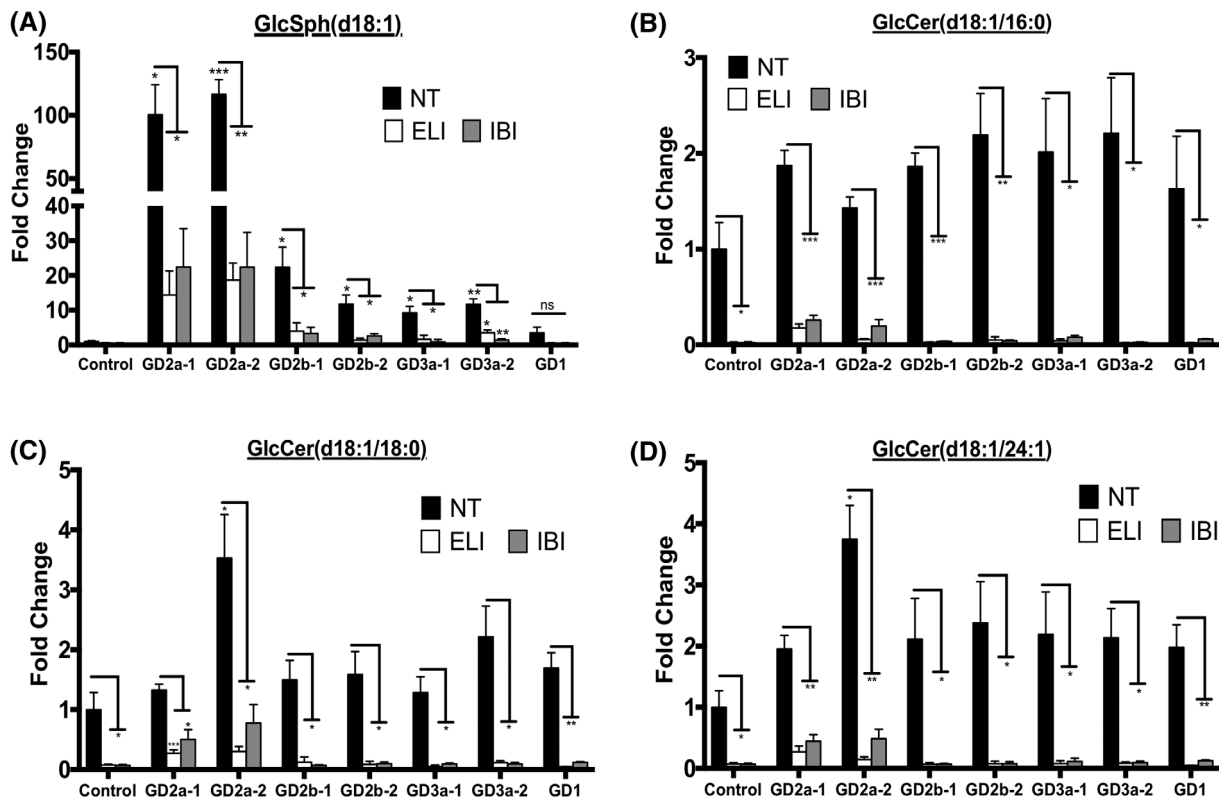 (A)
GlcSph(d18:1)
Fold Change
150
100
50
40
30
20
10
0
NT
ELI IBI
* *** * * * **
* ** * * * * ** ns
Control GD2a-1 GD2a-2 GD2b-1 GD2b-2 GD3a-1 GD3a-2 GD1
(B)
GlcCer(d18:1/16:0)
Fold Change
3
2
1
0
NT
ELI IBI
* *** *** *** ** * * *
Control GD2a-1 GD2a-2 GD2b-1 GD2b-2 GD3a-1 GD3a-2 GD1
(C)
GlcCer(d18:1/18:0)
Fold Change
5
4
3
2
1
0
NT
ELI IBI
*
* *** * * * * * * **
Control GD2a-1 GD2a-2 GD2b-1 GD2b-2 GD3a-1 GD3a-2 GD1
(D)
GlcCer(d18:1/24:1)
Fold Change
5
4
3
2
1
0
NT
ELI IBI
*
* ** ** * * * * **
Control GD2a-1 GD2a-2 GD2b-1 GD2b-2 GD3a-1 GD3a-2 GD1